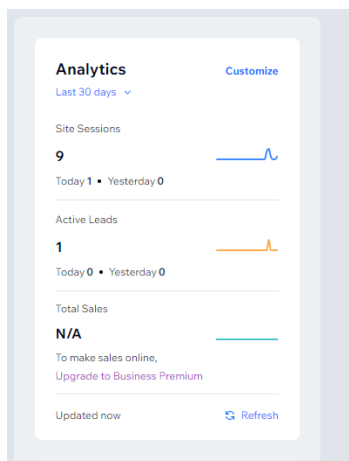 Analytics
Customize
Last 30 days
Site Sessions
9
Today 1 • Yesterday 0
Active Leads
1
Today 0 • Yesterday 0
Total Sales
N/A
To make sales online,
Upgrade to Business Premium
Updated now
Refresh